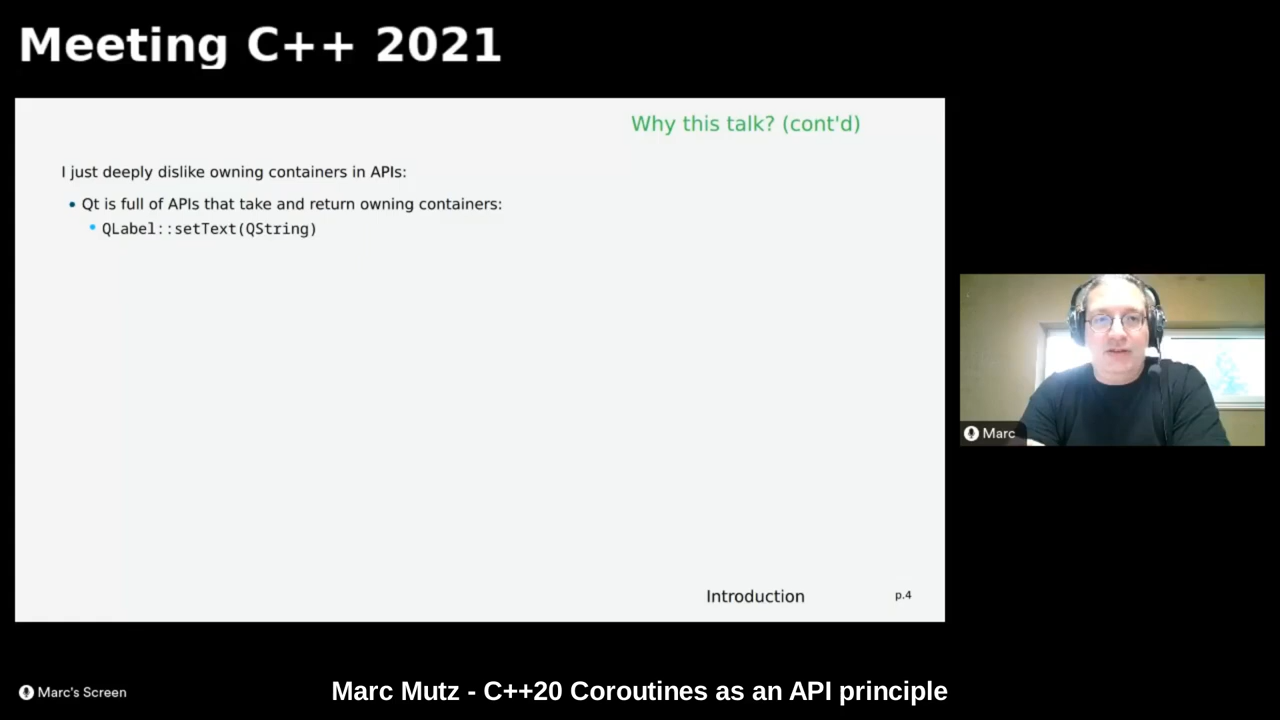 Meeting C++ 2021
Why this talk? (cont'd)
I just deeply dislike owning containers in APIs:
• Qt is full of APIs that take and return owning containers:
• QLabel::setText(QString)
Marc
Introduction
p.4
Marc's Screen
Marc Mutz - C++20 Coroutines as an API principle